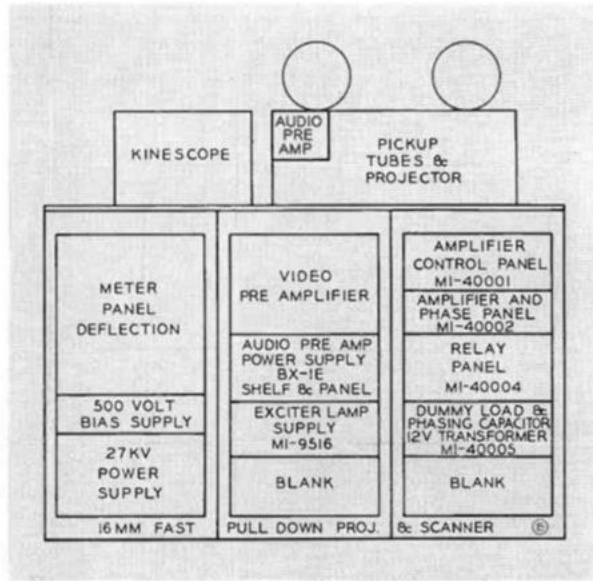 KINESCOPE
AUDIO
PRE
AMP
PICKUP
TUBES &
PROJECTOR
METER
PANEL
DEFLECTION
500 VOLT
BIAS SUPPLY
27KV
POWER
SUPPLY
VIDEO
PRE AMPLIFIER
AUDIO PRE AMP
POWER SUPPLY
BX-1E
SHELF & PANEL
EXCITER LAMP
SUPPLY
MI-9516
BLANK
AMPLIFIER
CONTROL PANEL
MI-40001
AMPLIFIER AND
PHASE PANEL
MI-40002
RELAY
PANEL
MI-40004
DUMMY LOAD &
PHASING CAPACITOR
12V TRANSFORMER
MI-40005
BLANK
16MM FAST PULL DOWN PROJ. & SCANNER